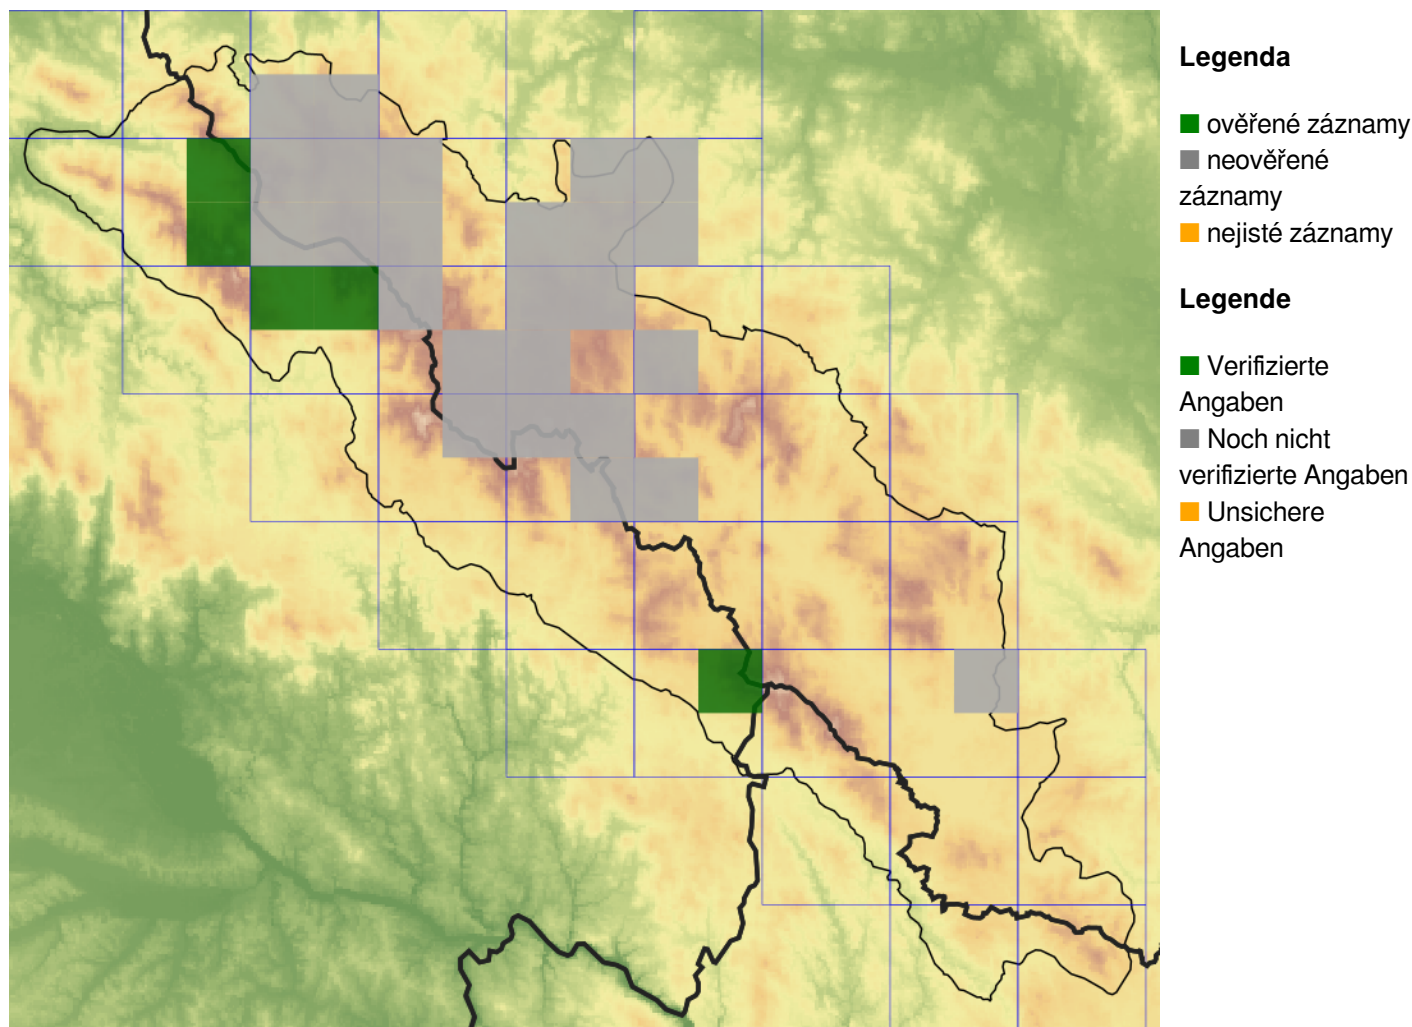 Legenda
ověřené záznamy
neověřené
záznamy
nejisté záznamy
Legende
Verifizierte
Angaben
Noch nicht
verifizierte Angaben
Unsichere
Angaben